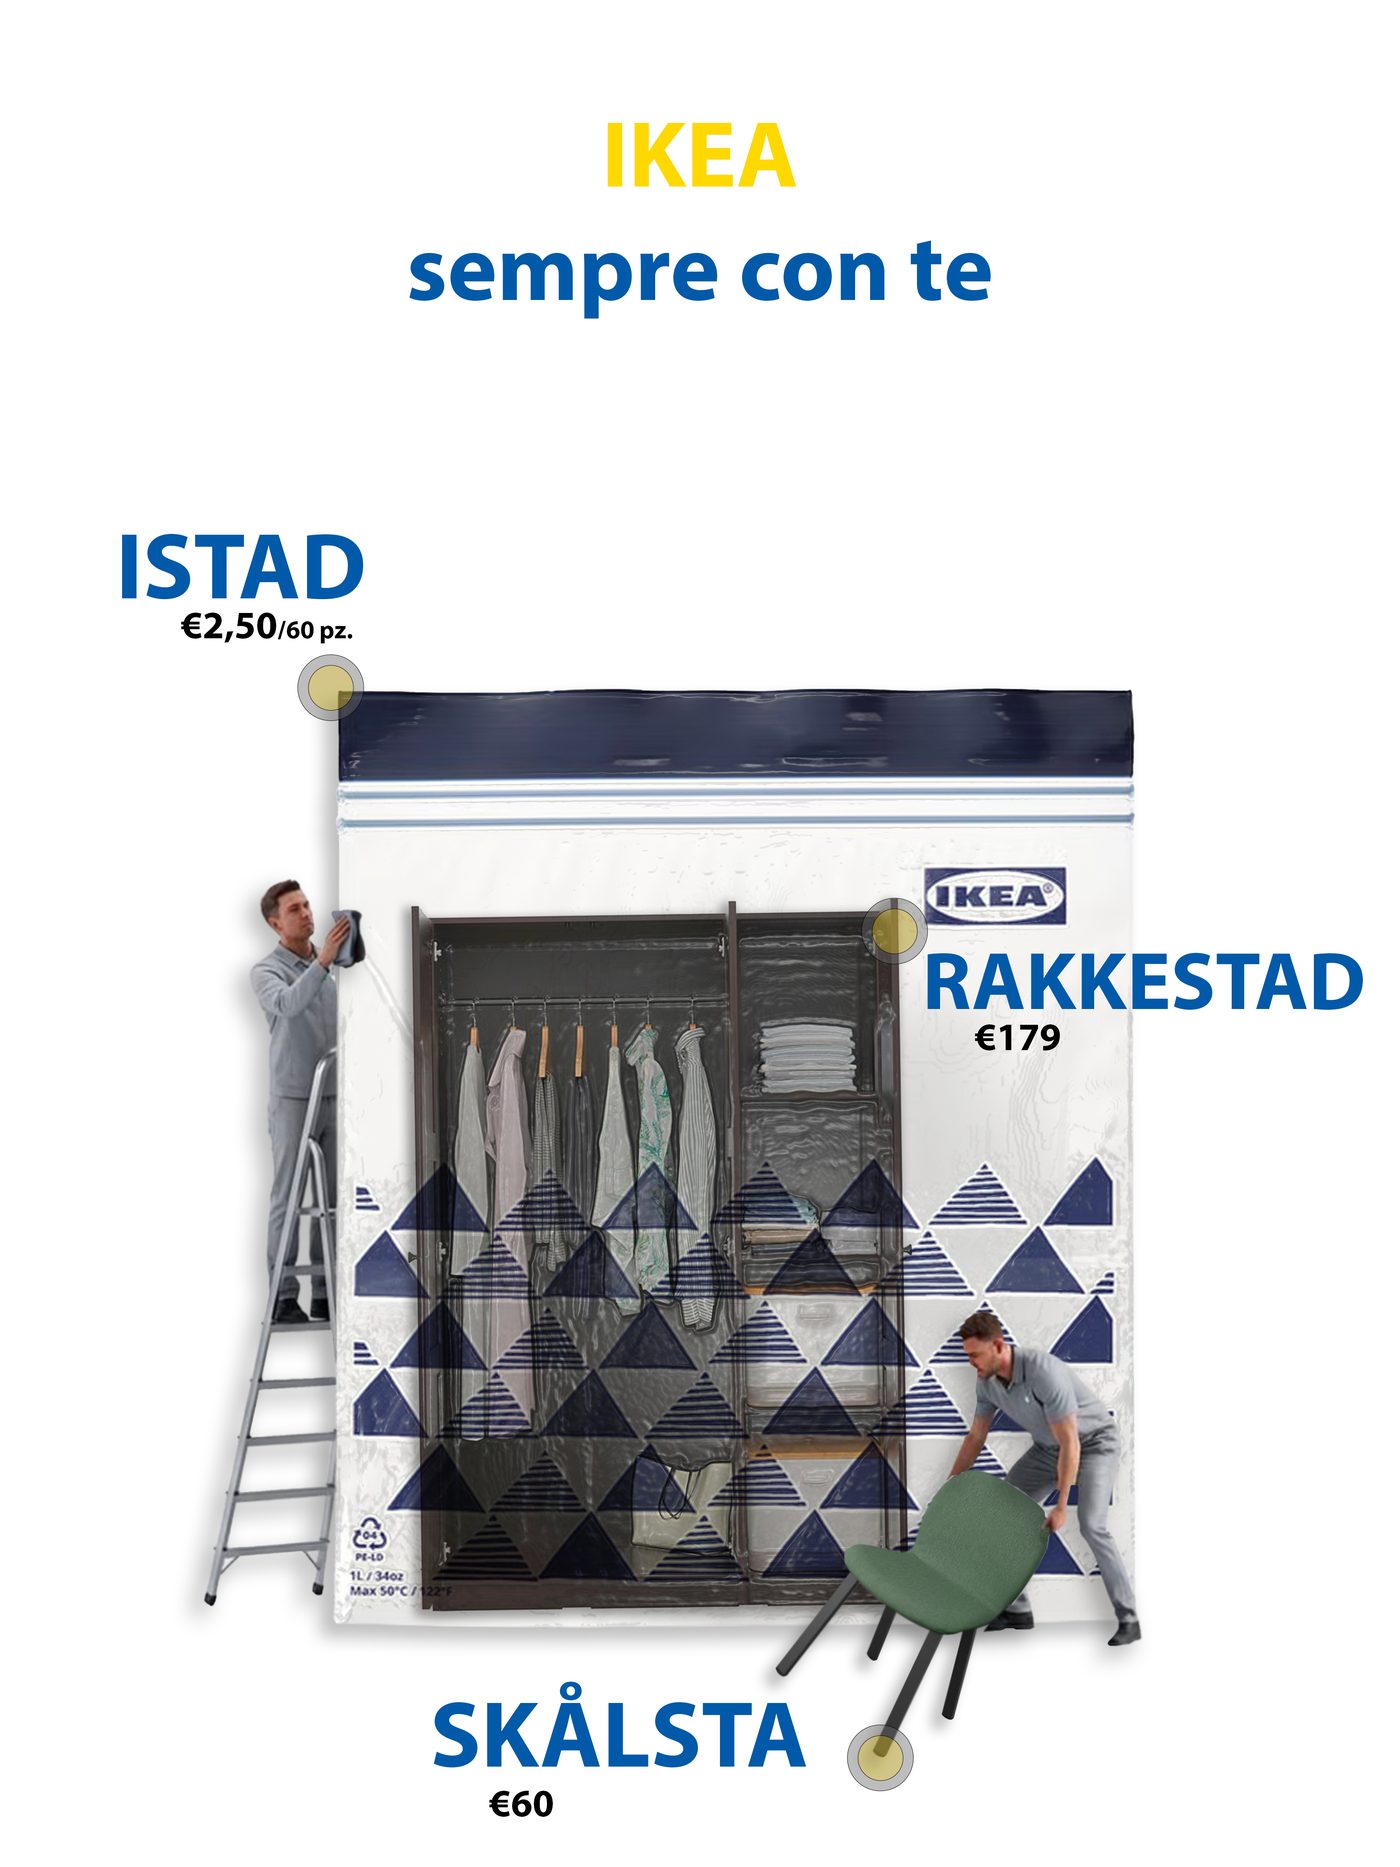 IKEA
sempre con te
ISTAD
€2,50/60 pz.
IKEA®
RAKKESTAD
€179
04
PE-LD
1L / 34oz
Max 50°C / 122°F
SKÅLSTA
€60